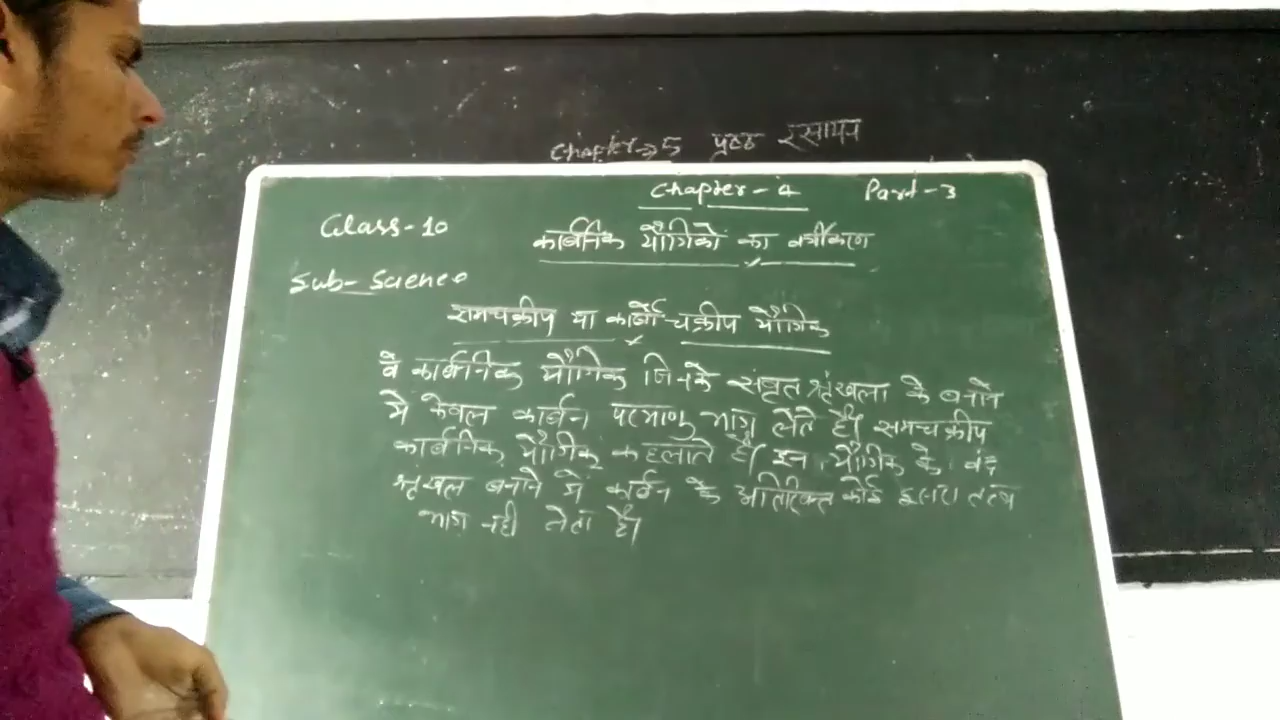 Chapter-5 पृष्ठ रसायन
Chapter-4 Part-3
Class-10
कार्बनिक यौगिको का वर्गीकरण
Sub-Science
समचक्रीय या कार्बो-चक्रीय यौगिक
वे कार्बनिक यौगिक जिनके संवृत श्रृंखला के बनाने
मे केवल कार्बन परमाणु भाग लेते है। समचक्रीय
कार्बनिक यौगिक कहलाते है। इन यौगिक के बंद
श्रृंखल बनाने मे कार्बन के अतिरिक्त कोई दुसरा तत्व
भाग नही लेता है।